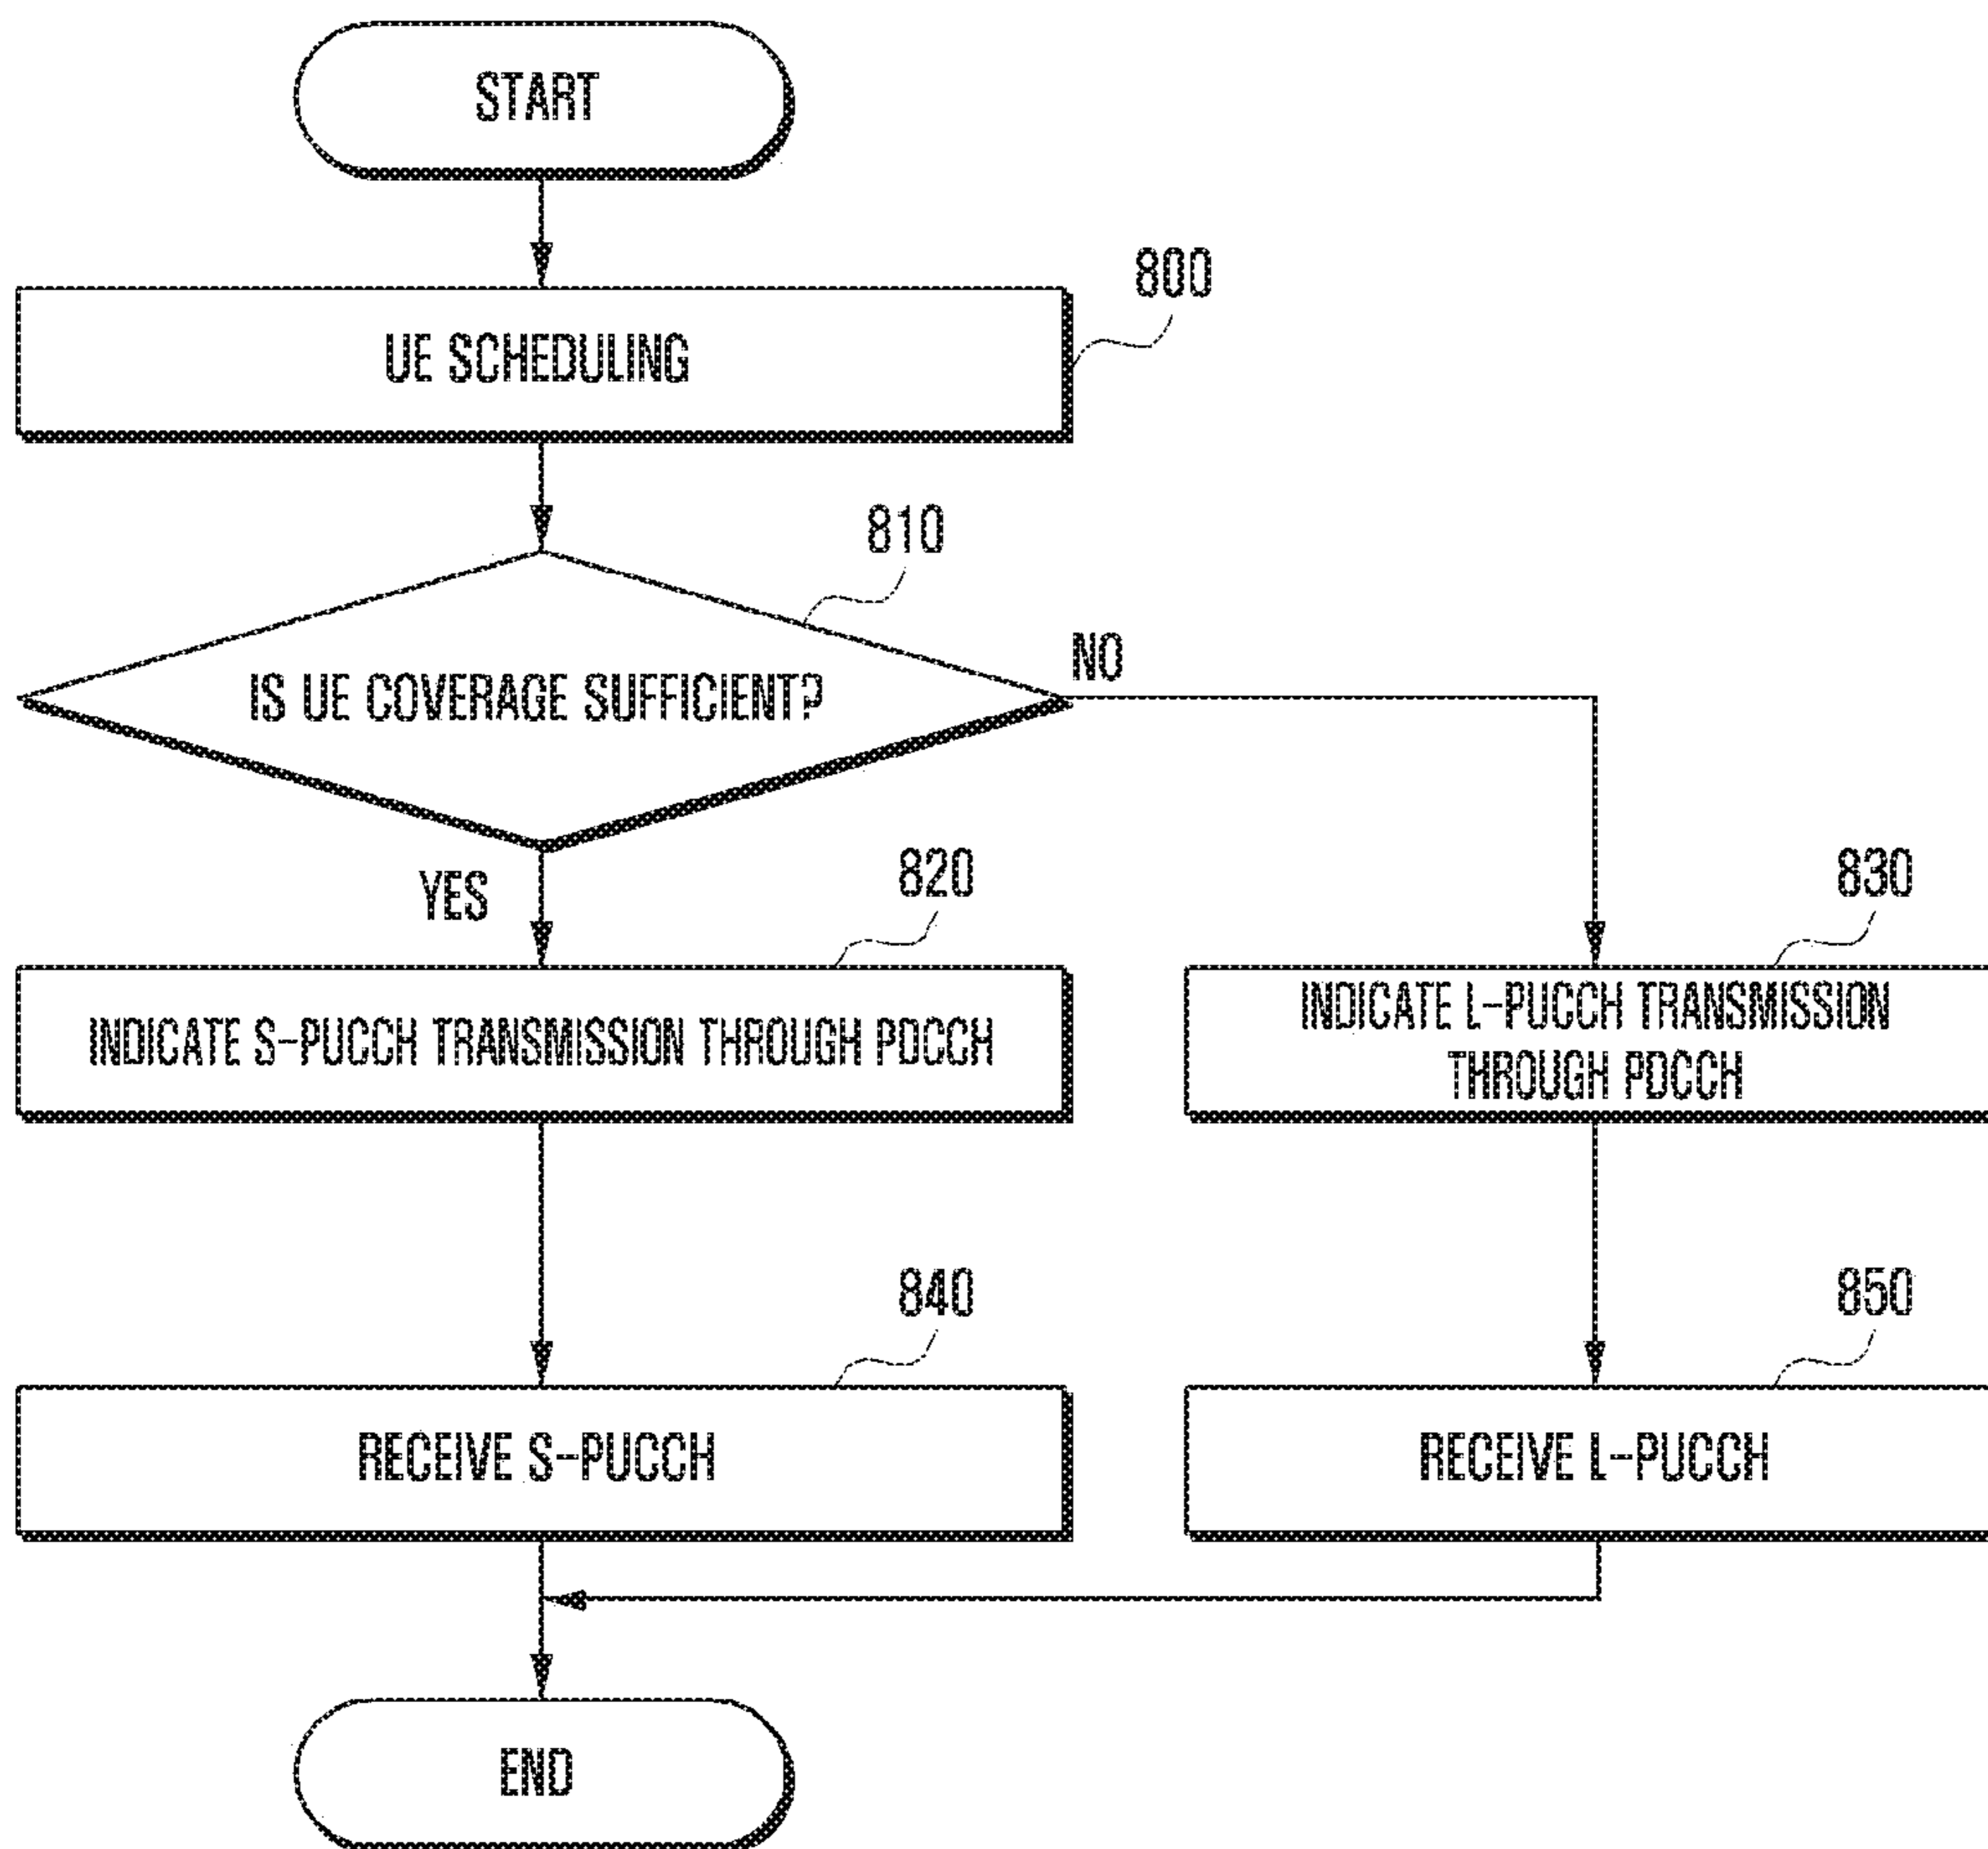 START
800
UE SCHEDULING
810
IS UE COVERAGE SUFFICIENT?
NO
YES
820
830
INDICATE S-PUCCH TRANSMISSION THROUGH PDCCH
INDICATE L-PUCCH TRANSMISSION
THROUGH PDCCH
840
850
RECEIVE S-PUCCH
RECEIVE L-PUCCH
END